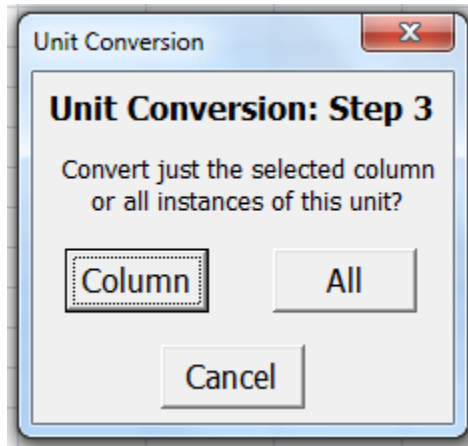 Unit Conversion
Unit Conversion: Step 3
Convert just the selected column
or all instances of this unit?
Column
All
Cancel